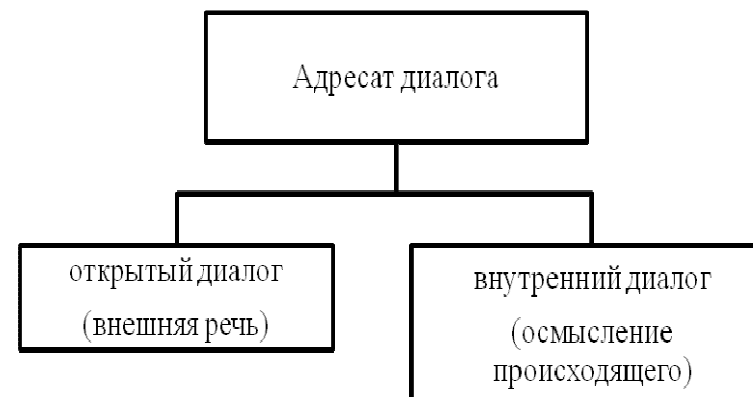 Адресат диалога
открытый диалог
(внешняя речь)
внутренний диалог
(осмысление
происходящего)